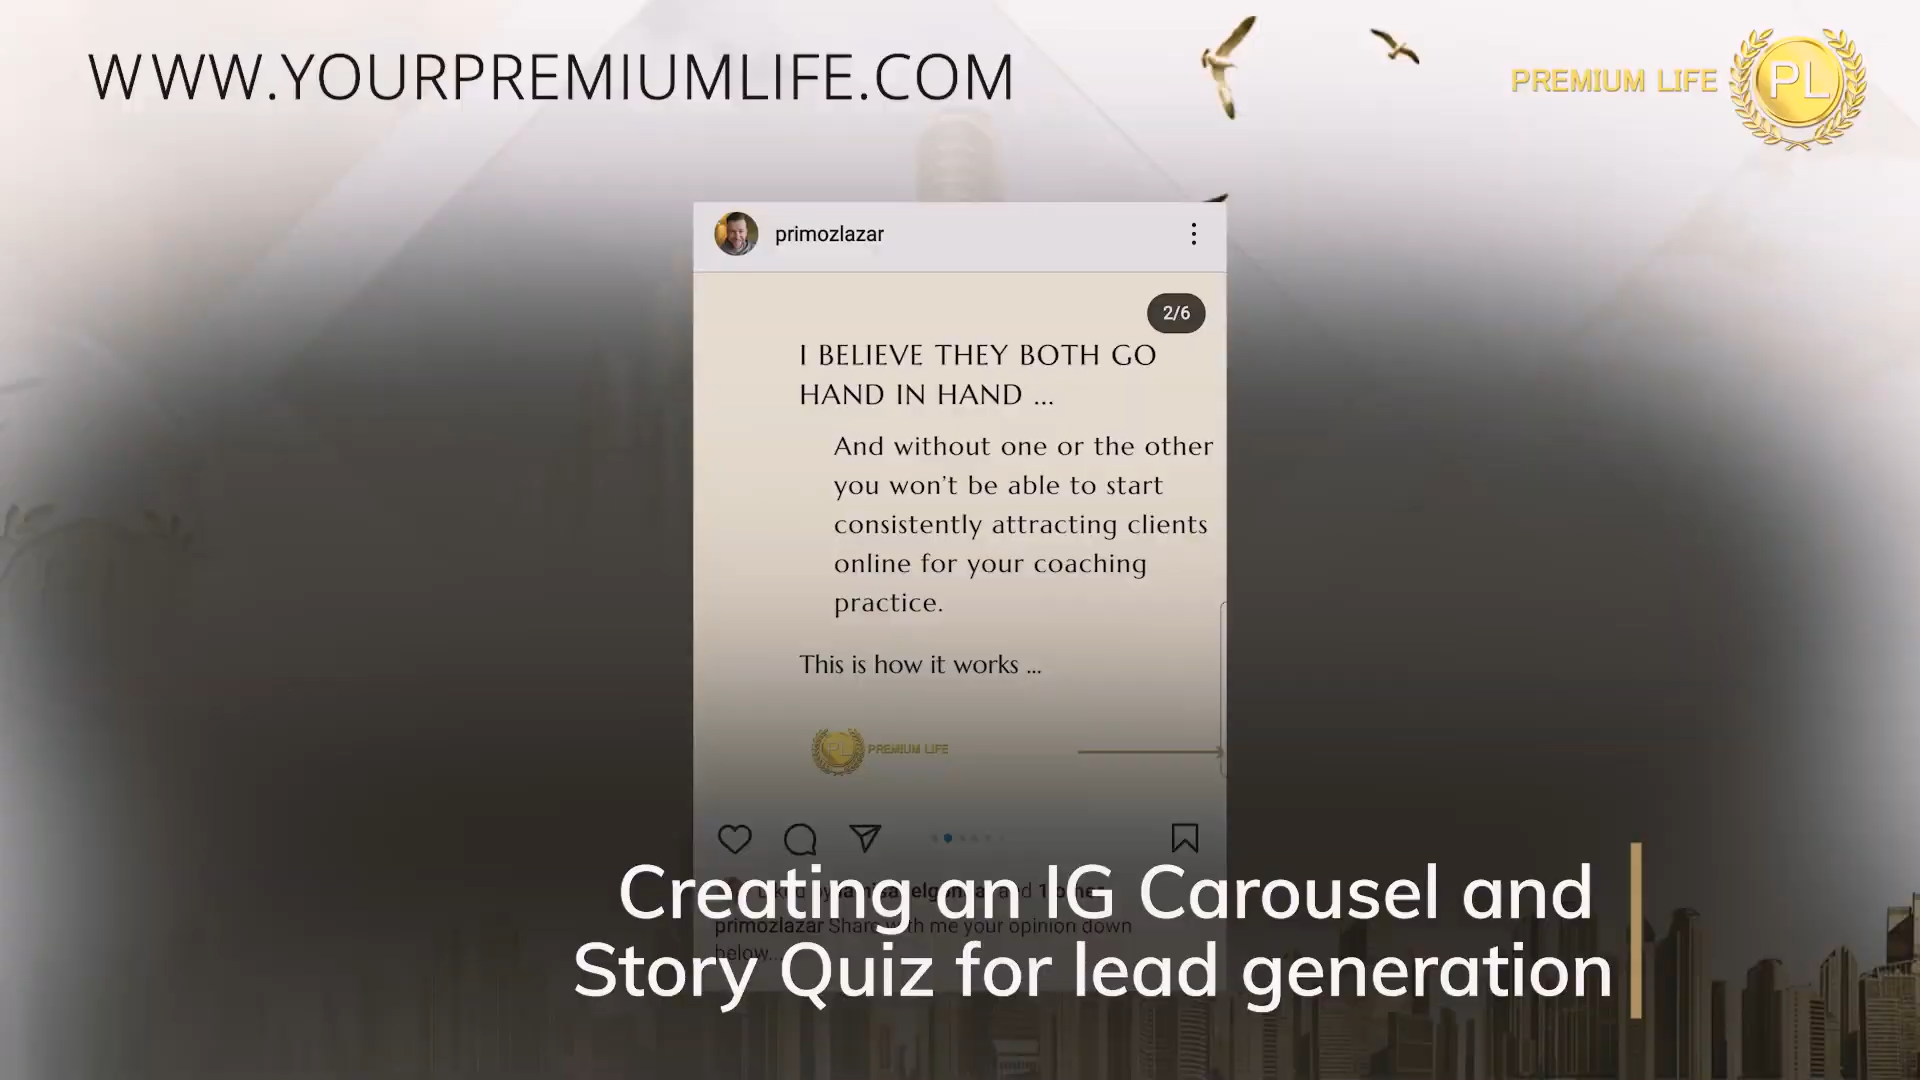 WWW.YOURPREMIUMLIFE.COM
PREMIUM LIFE
PL
primozlazar
2/6
I BELIEVE THEY BOTH GO
HAND IN HAND ...
And without one or the other
you won't be able to start
consistently attracting clients
online for your coaching
practice.
This is how it works ...
PL PREMIUM LIFE
primozlazar Share with me your opinion down
below...
Creating an IG Carousel and
Story Quiz for lead generation